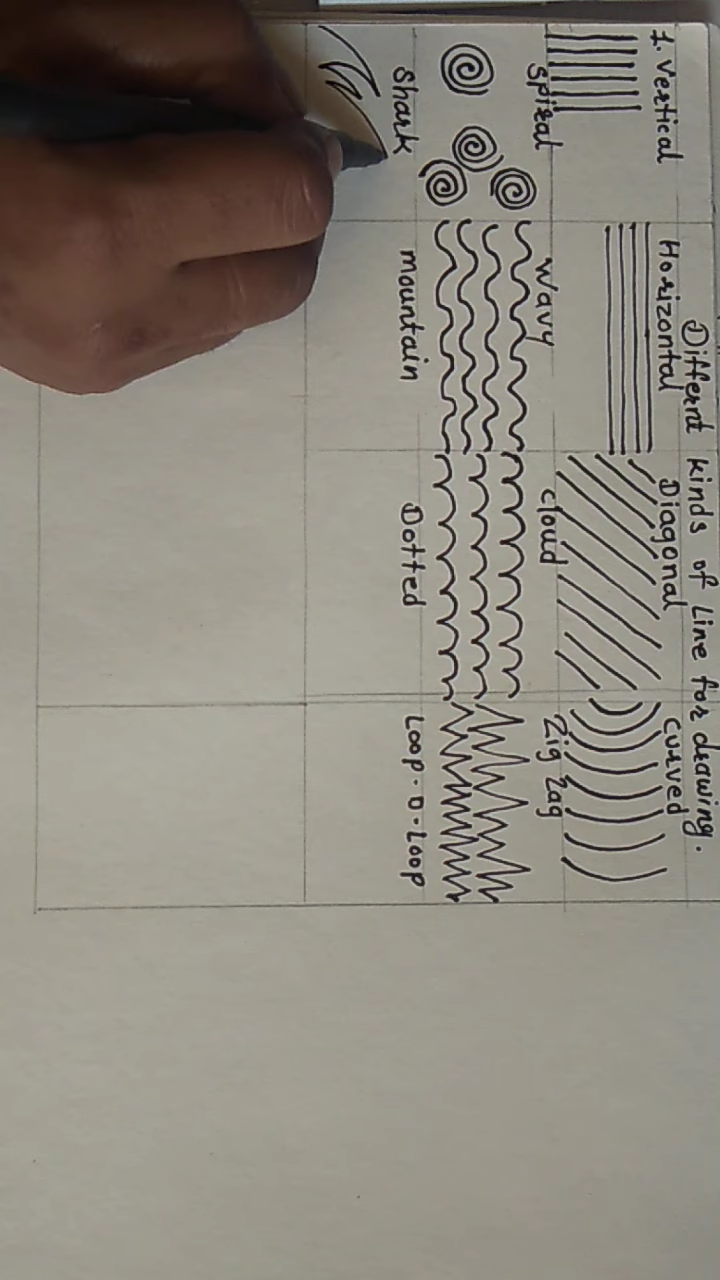 Differnt kinds of Line for drawing.
1. Vertical Horizontal Diagonal curved
spiral wavy cloud Zig Zag
shark mountain Dotted Loop-O-Loop